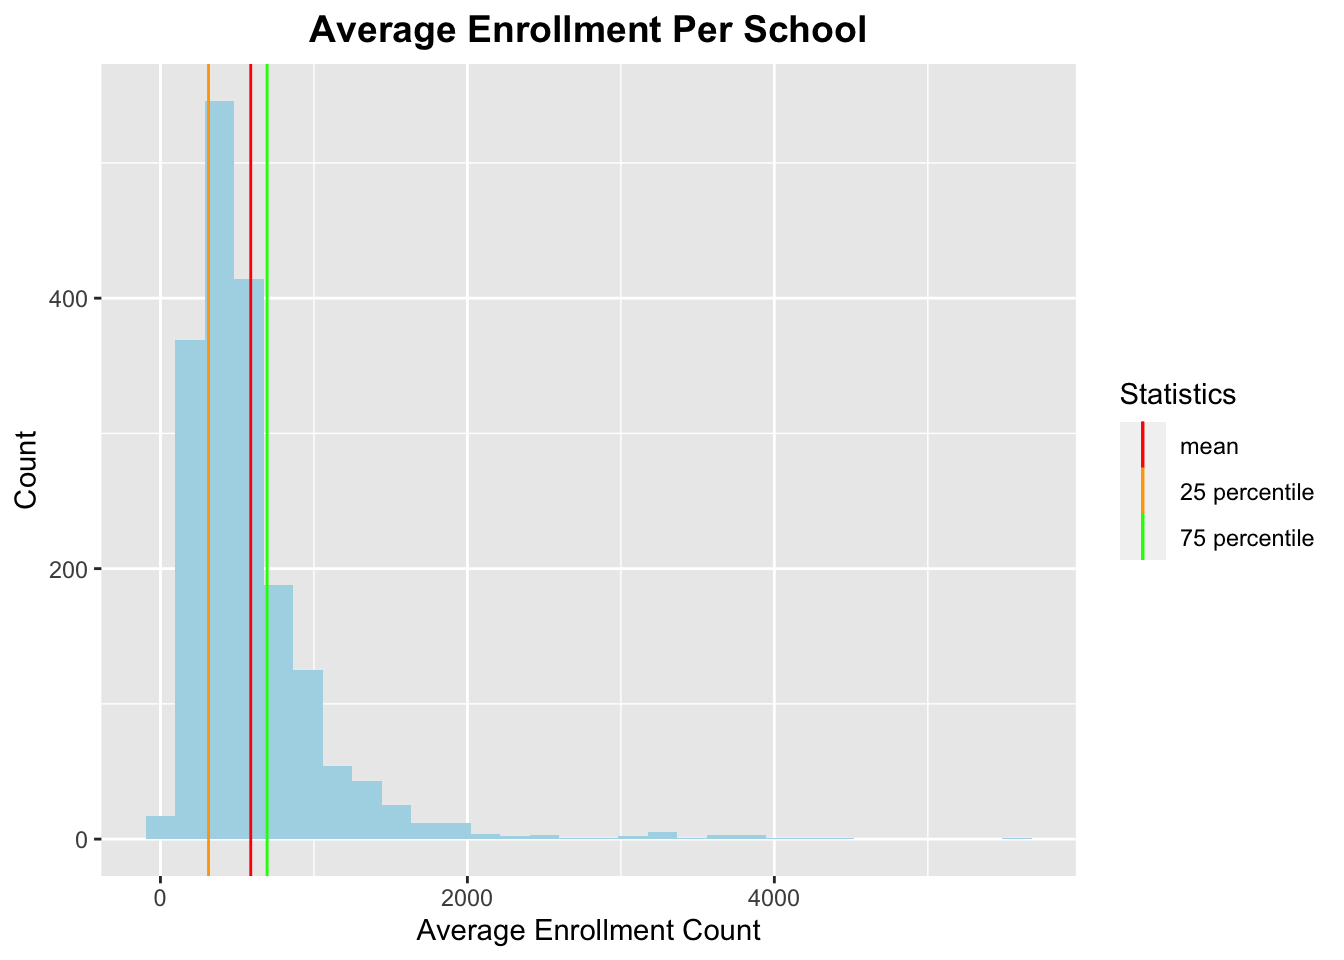 Average Enrollment Per School
400
200
0
Count
0 2000 4000
Average Enrollment Count
Statistics
mean
25 percentile
75 percentile